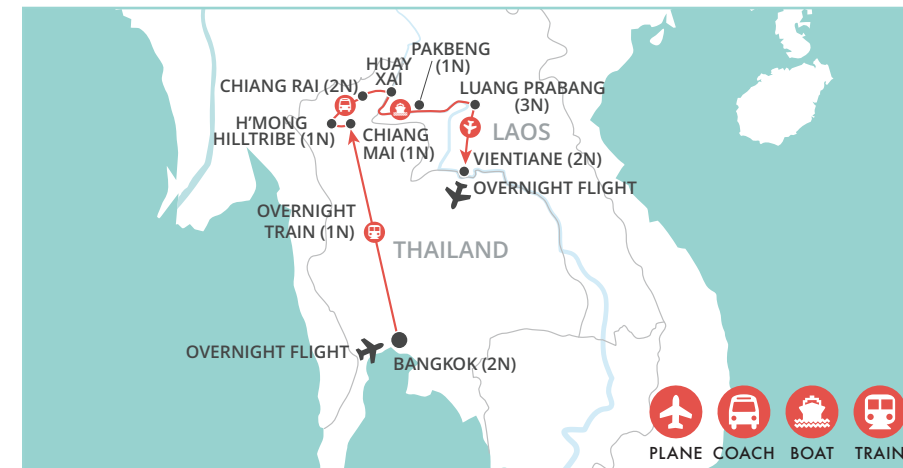 PAKBENG
(1N)
HUAY
XAI
CHIANG RAI (2N)
LUANG PRABANG
(3N)
H'MONG
HILLTRIBE (1N)
CHIANG
MAI (1N)
LAOS
VIENTIANE (2N)
OVERNIGHT FLIGHT
OVERNIGHT
TRAIN (1N)
THAILAND
OVERNIGHT FLIGHT
BANGKOK (2N)
PLANE COACH BOAT TRAIN